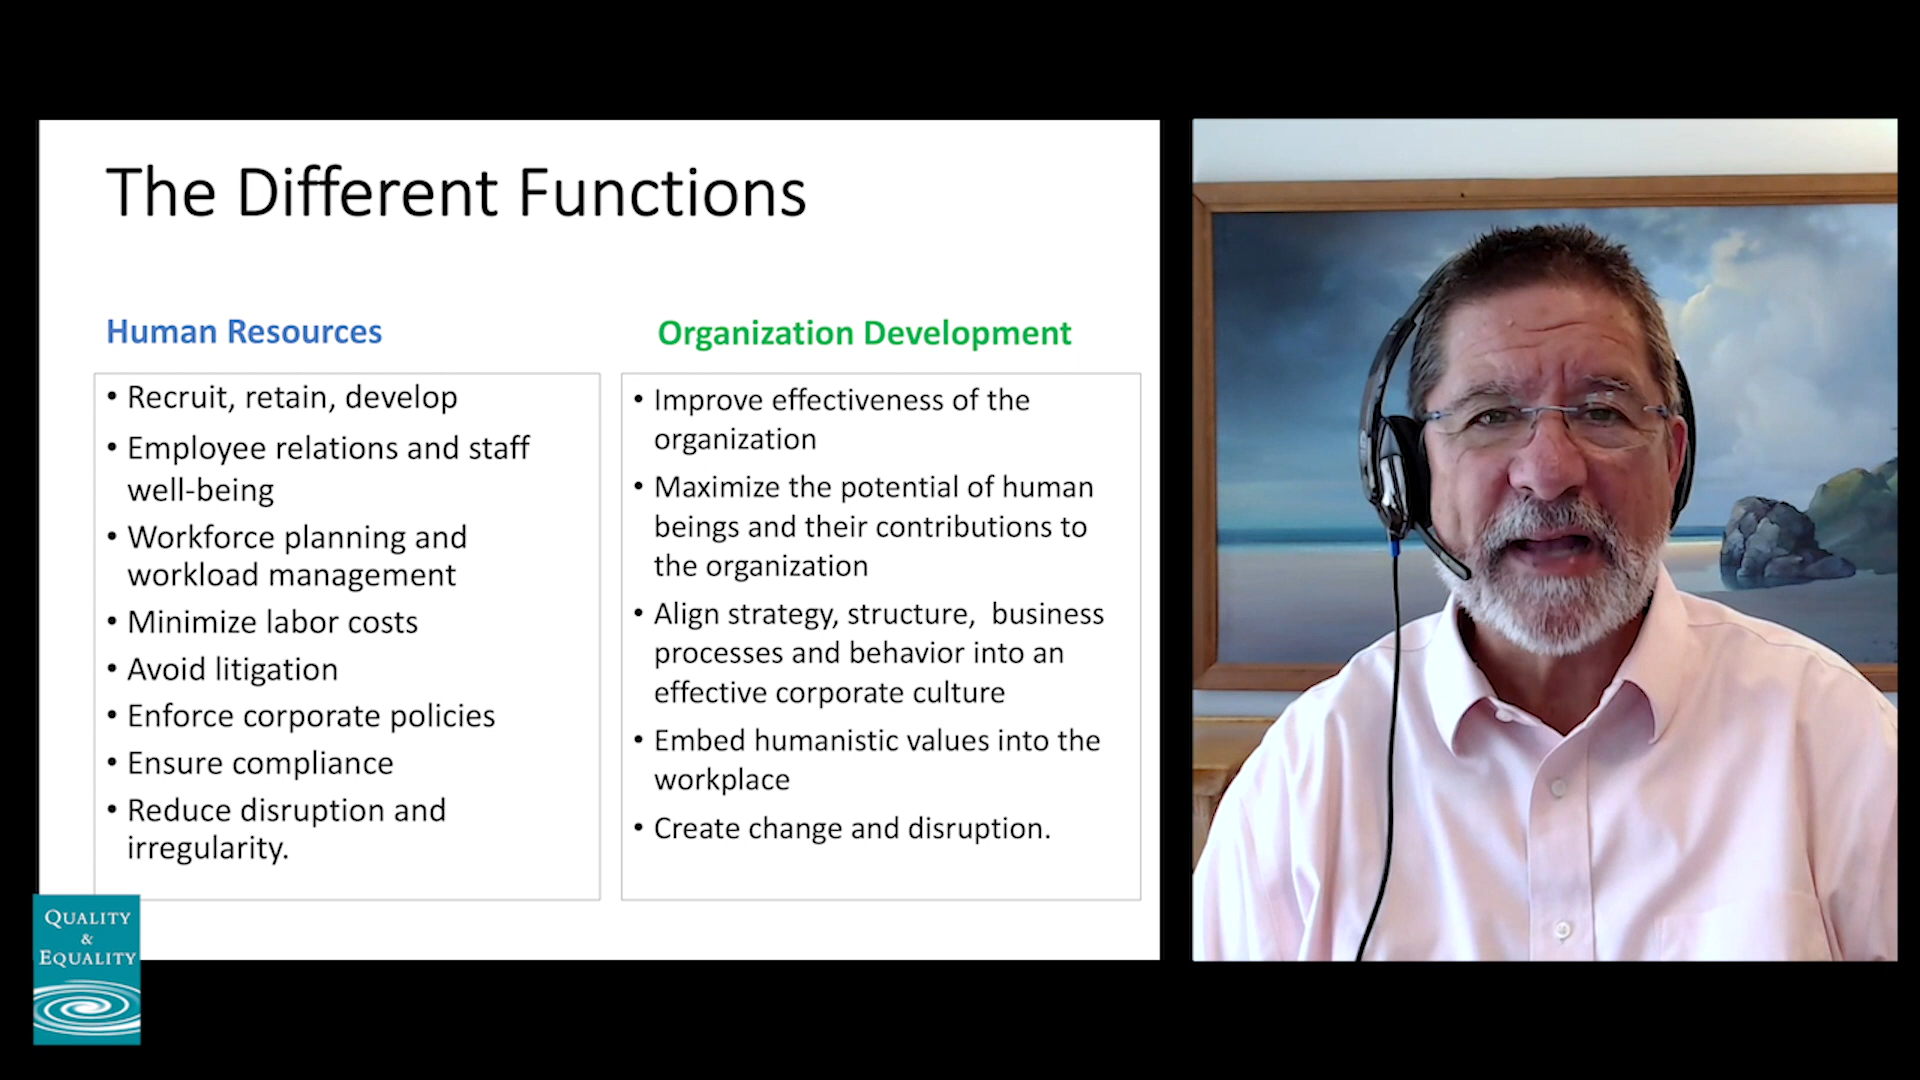 The Different Functions
Human Resources
• Recruit, retain, develop
• Employee relations and staff
well-being
• Workforce planning and
workload management
• Minimize labor costs
• Avoid litigation
• Enforce corporate policies
• Ensure compliance
• Reduce disruption and
irregularity.
Organization Development
• Improve effectiveness of the
organization
• Maximize the potential of human
beings and their contributions to
the organization
• Align strategy, structure,  business
processes and behavior into an
effective corporate culture
• Embed humanistic values into the
workplace
• Create change and disruption.
QUALITY
&
EQUALITY